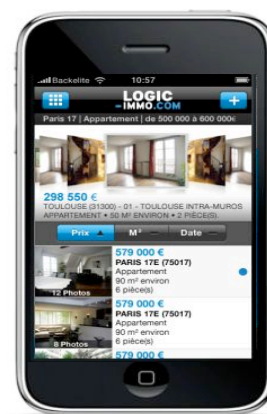 Backelite 10:57
LOGIC
-IMMO.COM
+
Paris 17 | Appartement | de 500 000 à 600 000€
298 550 €
TOULOUSE (31300) - 01 - TOULOUSE INTRA-MUROS
APPARTEMENT • 50 M² ENVIRON • 2 PIÈCE(S)
Prix ▲ M² Date
579 000 €
PARIS 17E (75017)
Appartement
90 m² environ
6 pièce(s)
12 Photos
579 000 €
PARIS 17E (75017)
Appartement
90 m² environ
6 pièce(s)
8 Photos
579 000 €